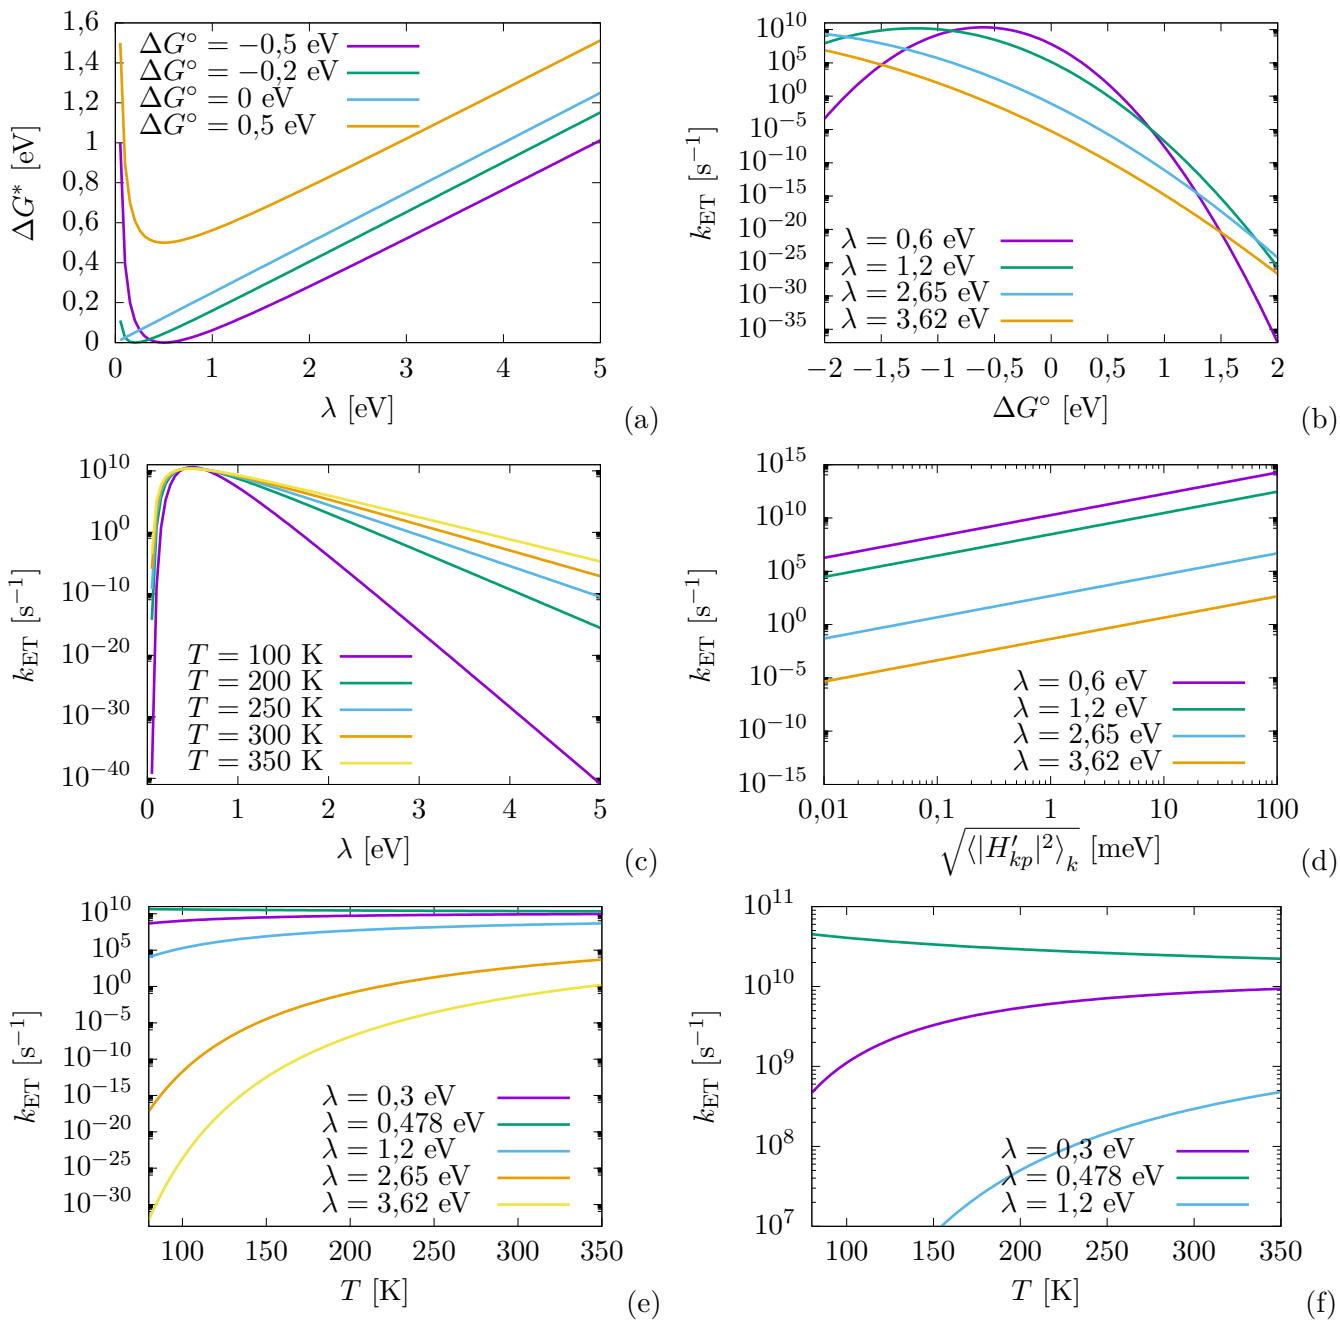 1,6
1,4
1,2
1
0,8
0,6
0,4
0,2
0
ΔG* [eV]
ΔG° = −0,5 eV
ΔG° = −0,2 eV
ΔG° = 0 eV
ΔG° = 0,5 eV
0 1 2 3 4 5
λ [eV]
(a)
10^10
10^5
10^0
10^−5
10^−10
10^−15
10^−20
10^−25
10^−30
10^−35
k_ET [s^−1]
λ = 0,6 eV
λ = 1,2 eV
λ = 2,65 eV
λ = 3,62 eV
−2 −1,5 −1 −0,5 0 0,5 1 1,5 2
ΔG° [eV]
(b)
10^10
10^0
10^−10
10^−20
10^−30
10^−40
k_ET [s^−1]
T = 100 K
T = 200 K
T = 250 K
T = 300 K
T = 350 K
0 1 2 3 4 5
λ [eV]
(c)
10^15
10^10
10^5
10^0
10^−5
10^−10
10^−15
k_ET [s^−1]
λ = 0,6 eV
λ = 1,2 eV
λ = 2,65 eV
λ = 3,62 eV
0,01 0,1 1 10 100
√⟨|H′_kp|^2⟩_k [meV]
(d)
10^10
10^5
10^0
10^−5
10^−10
10^−15
10^−20
10^−25
10^−30
k_ET [s^−1]
λ = 0,3 eV
λ = 0,478 eV
λ = 1,2 eV
λ = 2,65 eV
λ = 3,62 eV
100 150 200 250 300 350
T [K]
(e)
10^11
10^10
10^9
10^8
10^7
k_ET [s^−1]
λ = 0,3 eV
λ = 0,478 eV
λ = 1,2 eV
100 150 200 250 300 350
T [K]
(f)